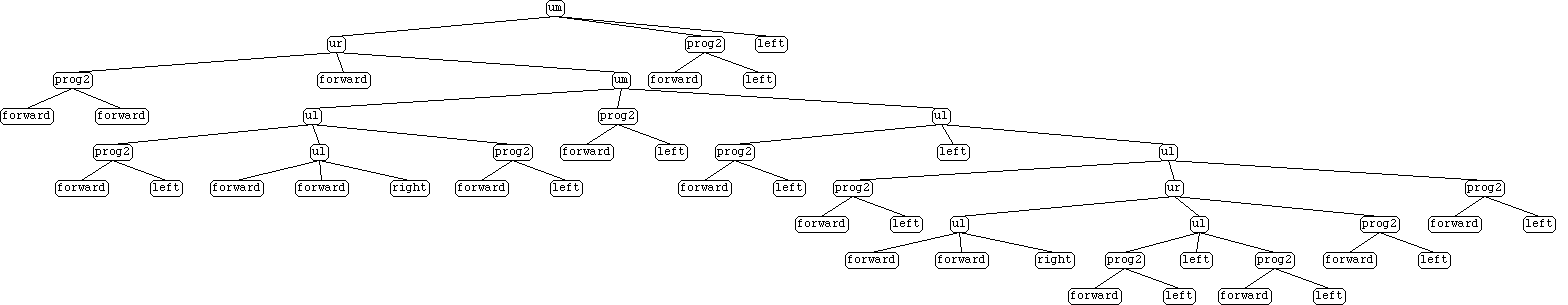 um
ur prog2 left
prog2 forward um forward left
forward forward ul prog2 ul
prog2 ul prog2 forward left prog2 left ul
forward left forward forward right forward left forward left prog2 ur prog2
forward left ul ul prog2 forward left
forward forward right prog2 left prog2 forward left
forward left forward left